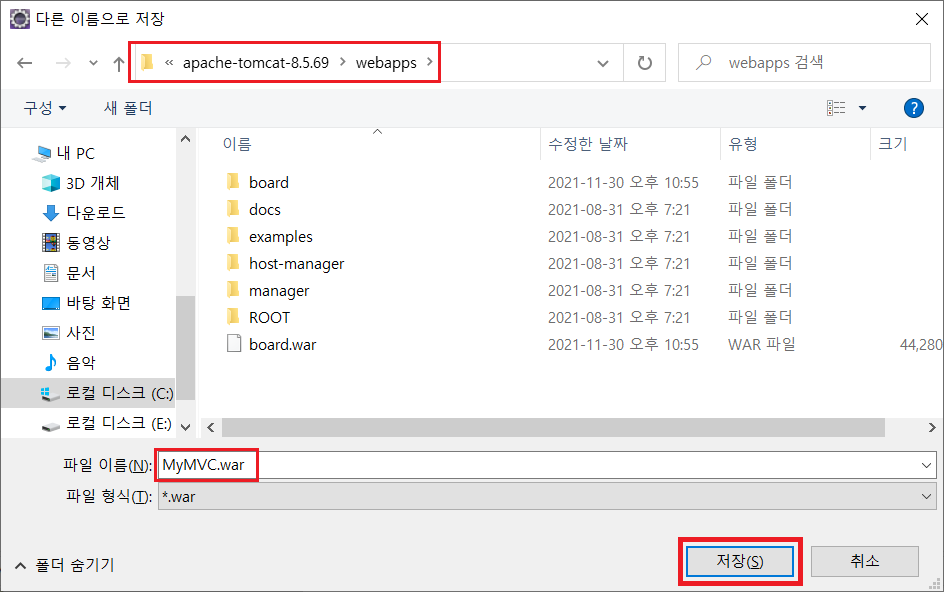 다른 이름으로 저장
« apache-tomcat-8.5.69 > webapps >
webapps 검색
구성 새 폴더
?
내 PC
3D 개체
다운로드
동영상
문서
바탕 화면
사진
음악
로컬 디스크 (C:)
로컬 디스크 (E:)
이름 수정한 날짜 유형 크기
board 2021-11-30 오후 10:55 파일 폴더
docs 2021-08-31 오후 7:21 파일 폴더
examples 2021-08-31 오후 7:21 파일 폴더
host-manager 2021-08-31 오후 7:21 파일 폴더
manager 2021-08-31 오후 7:21 파일 폴더
ROOT 2021-08-31 오후 7:21 파일 폴더
board.war 2021-11-30 오후 10:55 WAR 파일 44,280
파일 이름(N): MyMVC.war
파일 형식(T): *.war
폴더 숨기기
저장(S) 취소